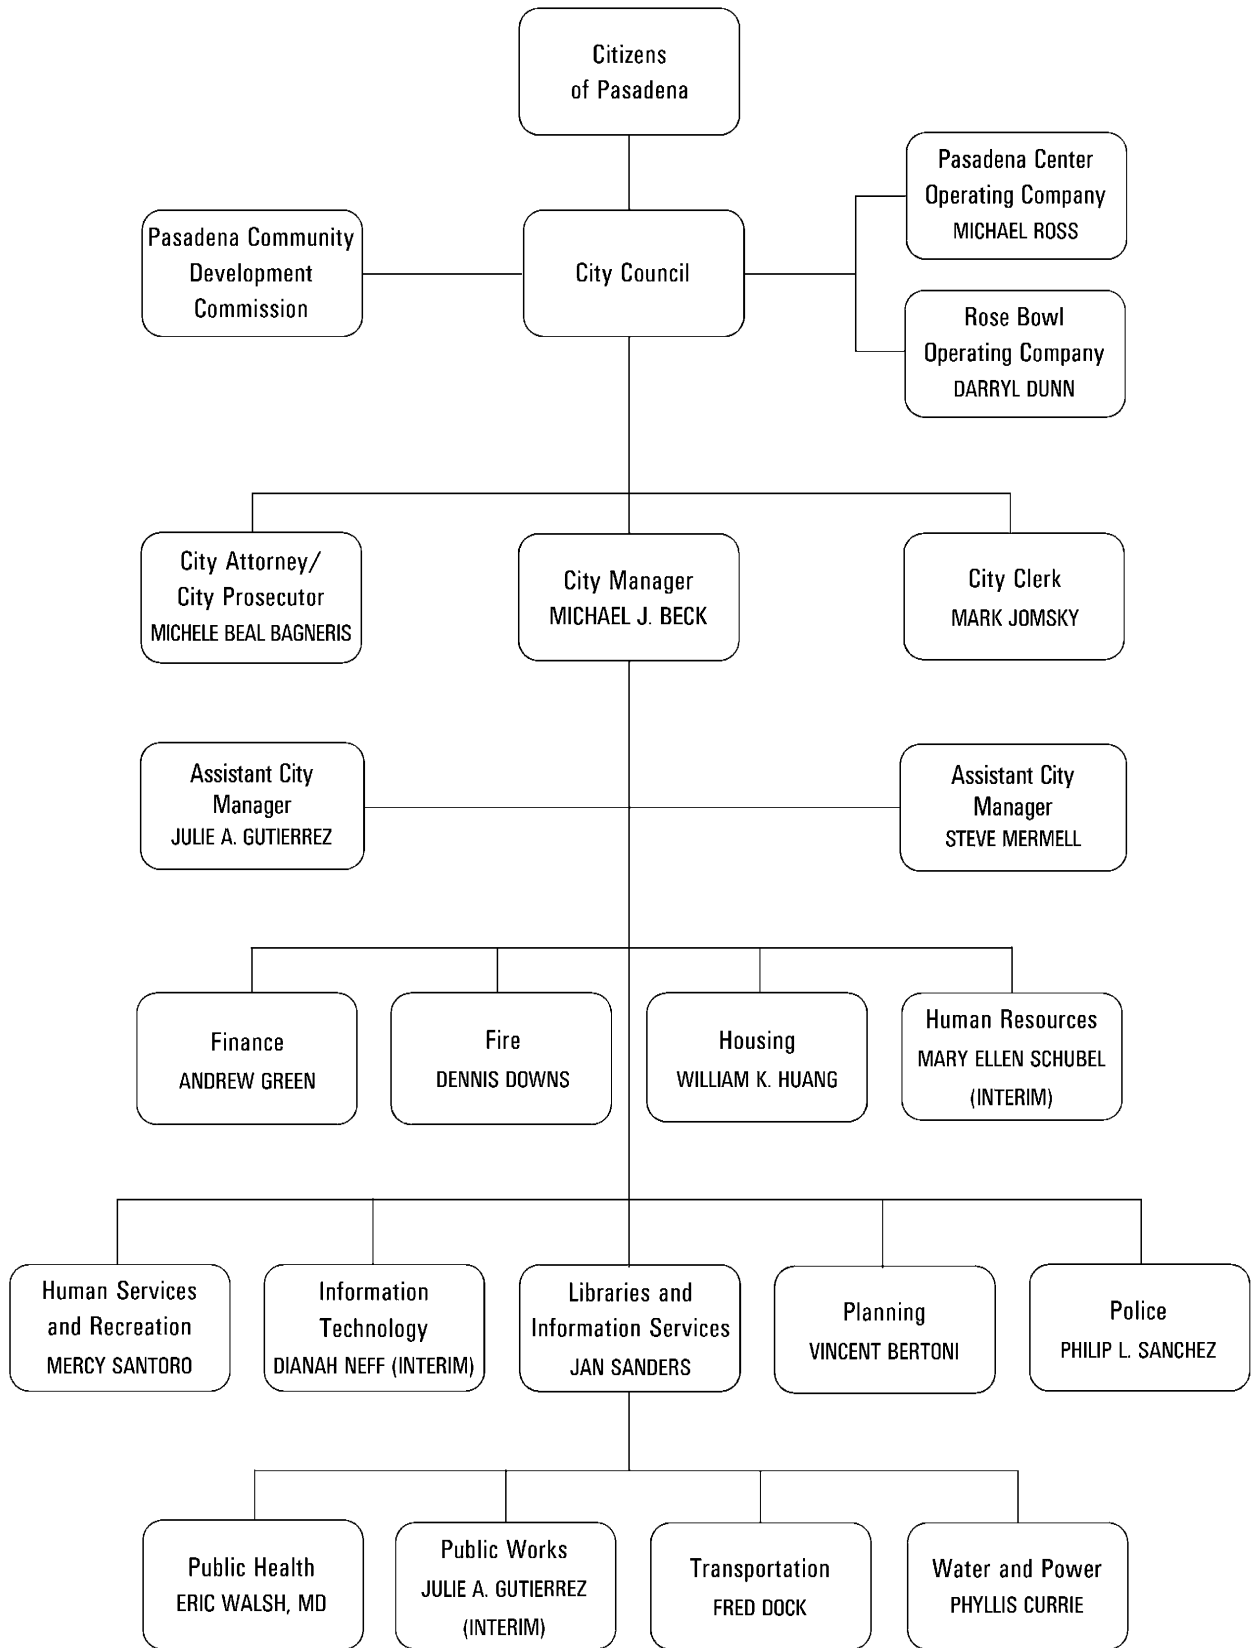 Citizens
of Pasadena
Pasadena Center
Operating Company
MICHAEL ROSS
Pasadena Community
Development
Commission
City Council
Rose Bowl
Operating Company
DARRYL DUNN
City Attorney/
City Prosecutor
MICHELE BEAL BAGNERIS
City Manager
MICHAEL J. BECK
City Clerk
MARK JOMSKY
Assistant City
Manager
JULIE A. GUTIERREZ
Assistant City
Manager
STEVE MERMELL
Finance
ANDREW GREEN
Fire
DENNIS DOWNS
Housing
WILLIAM K. HUANG
Human Resources
MARY ELLEN SCHUBEL
(INTERIM)
Human Services
and Recreation
MERCY SANTORO
Information
Technology
DIANAH NEFF (INTERIM)
Libraries and
Information Services
JAN SANDERS
Planning
VINCENT BERTONI
Police
PHILIP L. SANCHEZ
Public Health
ERIC WALSH, MD
Public Works
JULIE A. GUTIERREZ
(INTERIM)
Transportation
FRED DOCK
Water and Power
PHYLLIS CURRIE